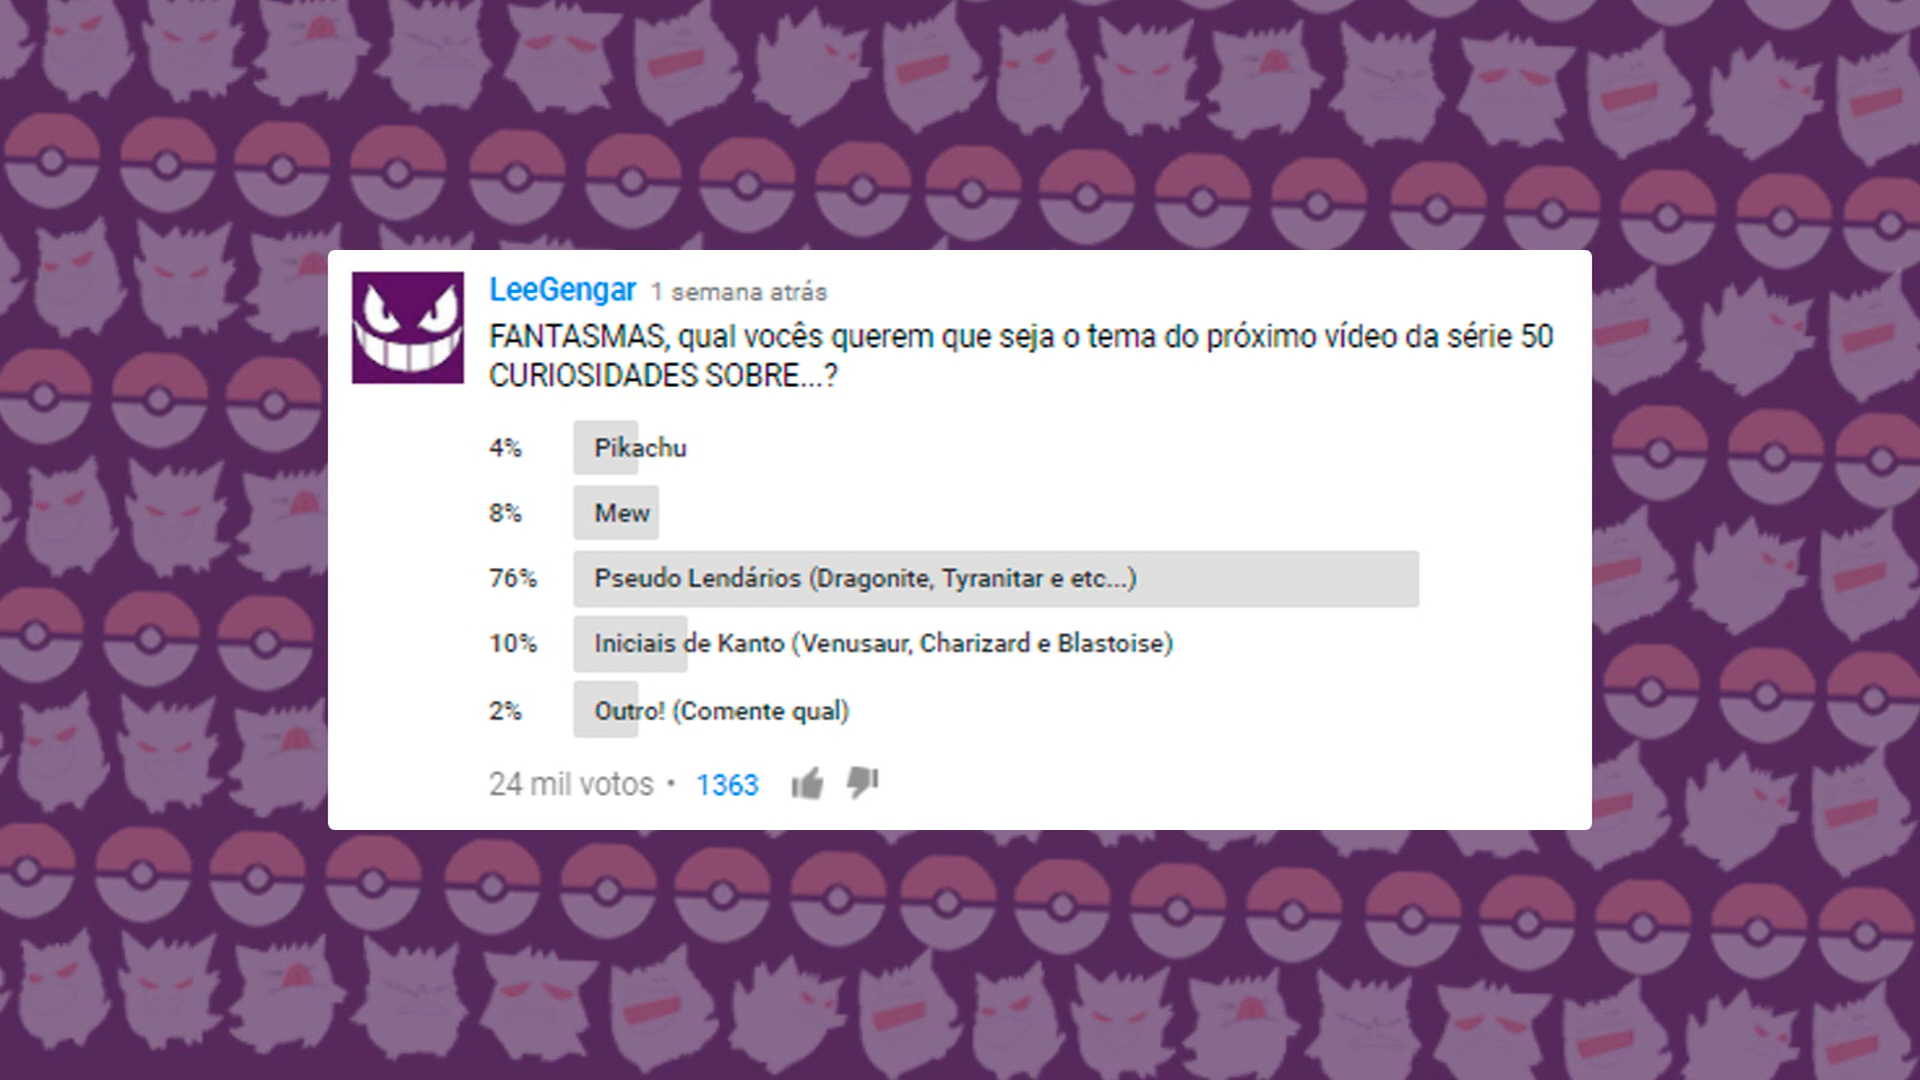 LeeGengar 1 semana atrás
FANTASMAS, qual vocês querem que seja o tema do próximo vídeo da série 50
CURIOSIDADES SOBRE...?
4% Pikachu
8% Mew
76% Pseudo Lendários (Dragonite, Tyranitar e etc...)
10% Iniciais de Kanto (Venusaur, Charizard e Blastoise)
2% Outro! (Comente qual)
24 mil votos • 1363